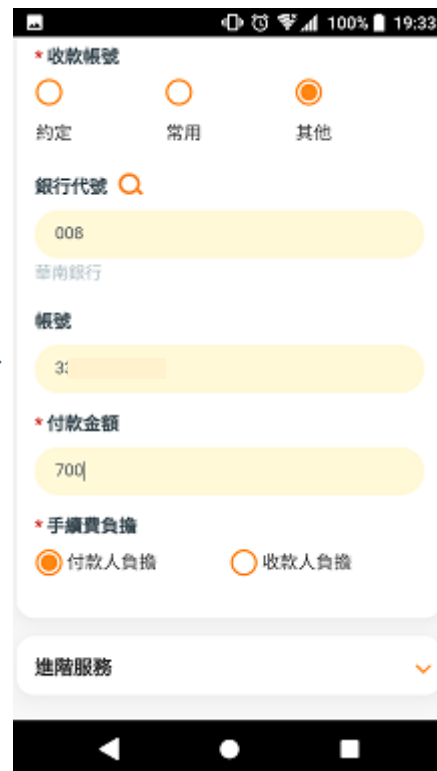 100% 19:33
* 收款帳號
約定 常用 其他
銀行代號
008
華南銀行
帳號
* 付款金額
700
* 手續費負擔
付款人負擔 收款人負擔
進階服務